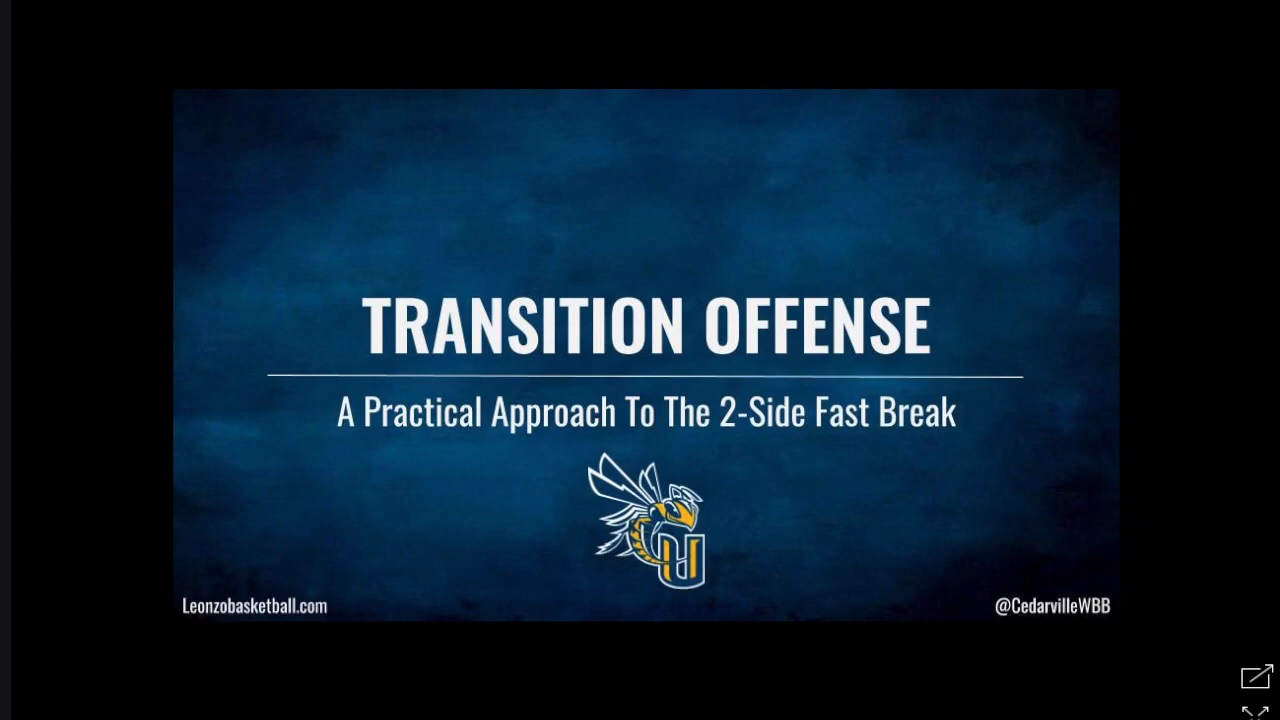 TRANSITION OFFENSE
A Practical Approach To The 2-Side Fast Break
U
Leonzobasketball.com
@CedarvilleWBB